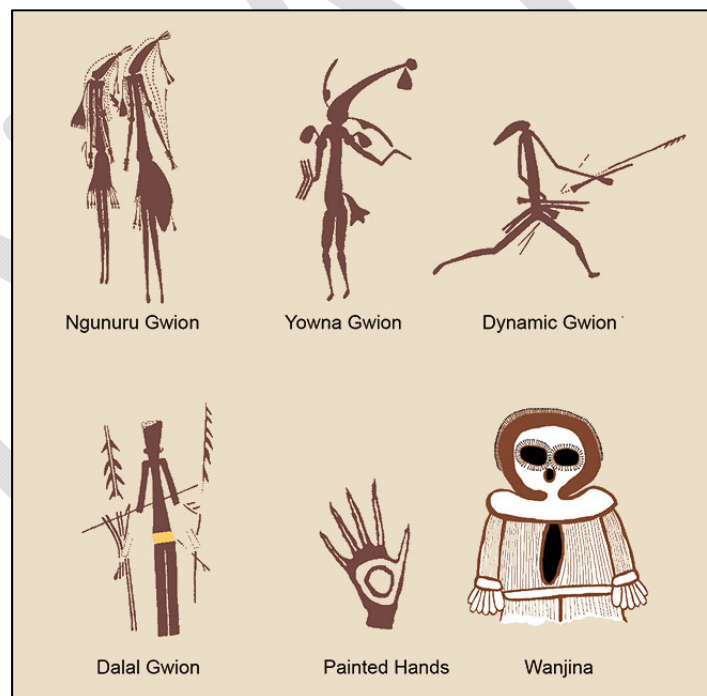 Ngunuru Gwion
Yowna Gwion
Dynamic Gwion
Dalal Gwion
Painted Hands
Wanjina